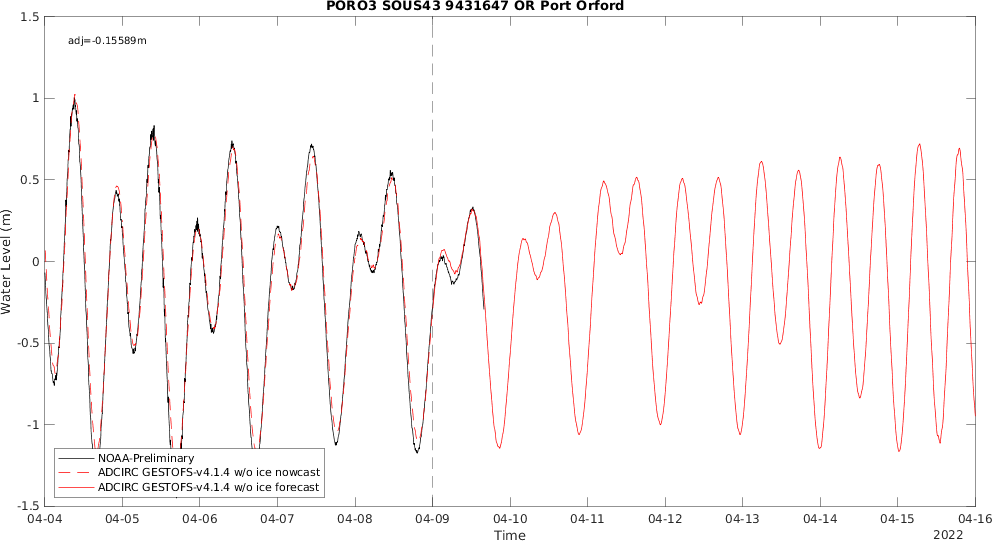 PORO3 SOUS43 9431647 OR Port Orford
adj=-0.15589m
1.5
1
0.5
0
-0.5
-1
-1.5
Water Level (m)
NOAA-Preliminary
ADCIRC GESTOFS-v4.1.4 w/o ice nowcast
ADCIRC GESTOFS-v4.1.4 w/o ice forecast
04-04 04-05 04-06 04-07 04-08 04-09 04-10 04-11 04-12 04-13 04-14 04-15 04-16
Time
2022